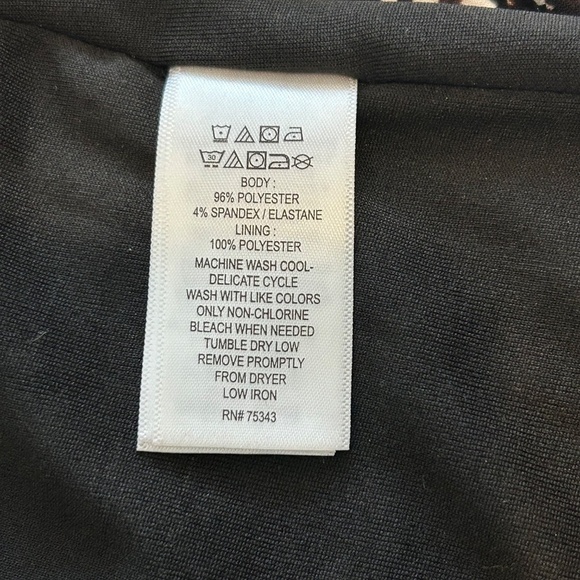 30
BODY :
96% POLYESTER
4% SPANDEX / ELASTANE
LINING :
100% POLYESTER
MACHINE WASH COOL-
DELICATE CYCLE
WASH WITH LIKE COLORS
ONLY NON-CHLORINE
BLEACH WHEN NEEDED
TUMBLE DRY LOW
REMOVE PROMPTLY
FROM DRYER
LOW IRON
RN# 75343